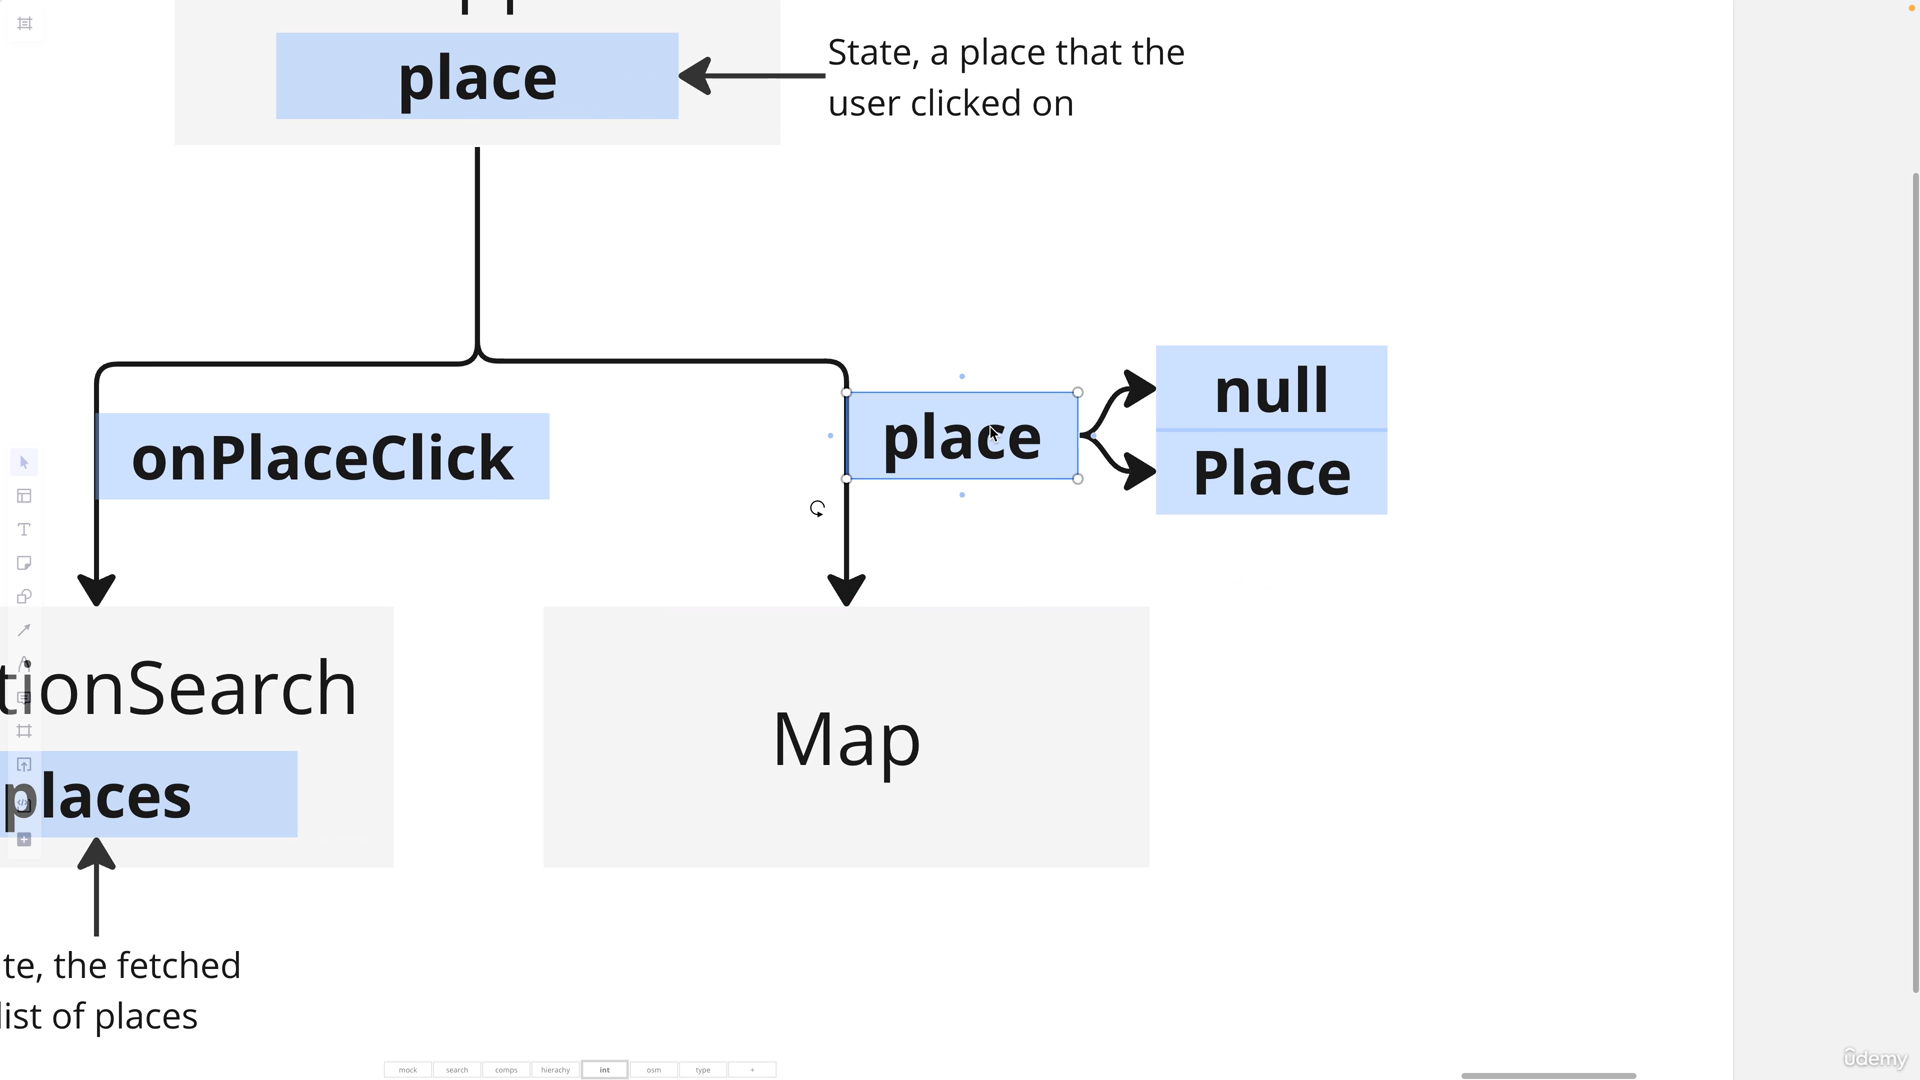 place
State, a place that the
user clicked on
null
place
onPlaceClick
Place
tionSearch
Map
places
te, the fetched
list of places
mock search comps hierachy int osm type +
ûdemy